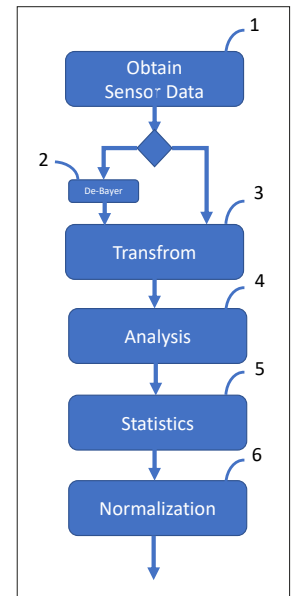 1
Obtain
Sensor Data
2
De-Bayer
3
Transfrom
4
Analysis
5
Statistics
6
Normalization